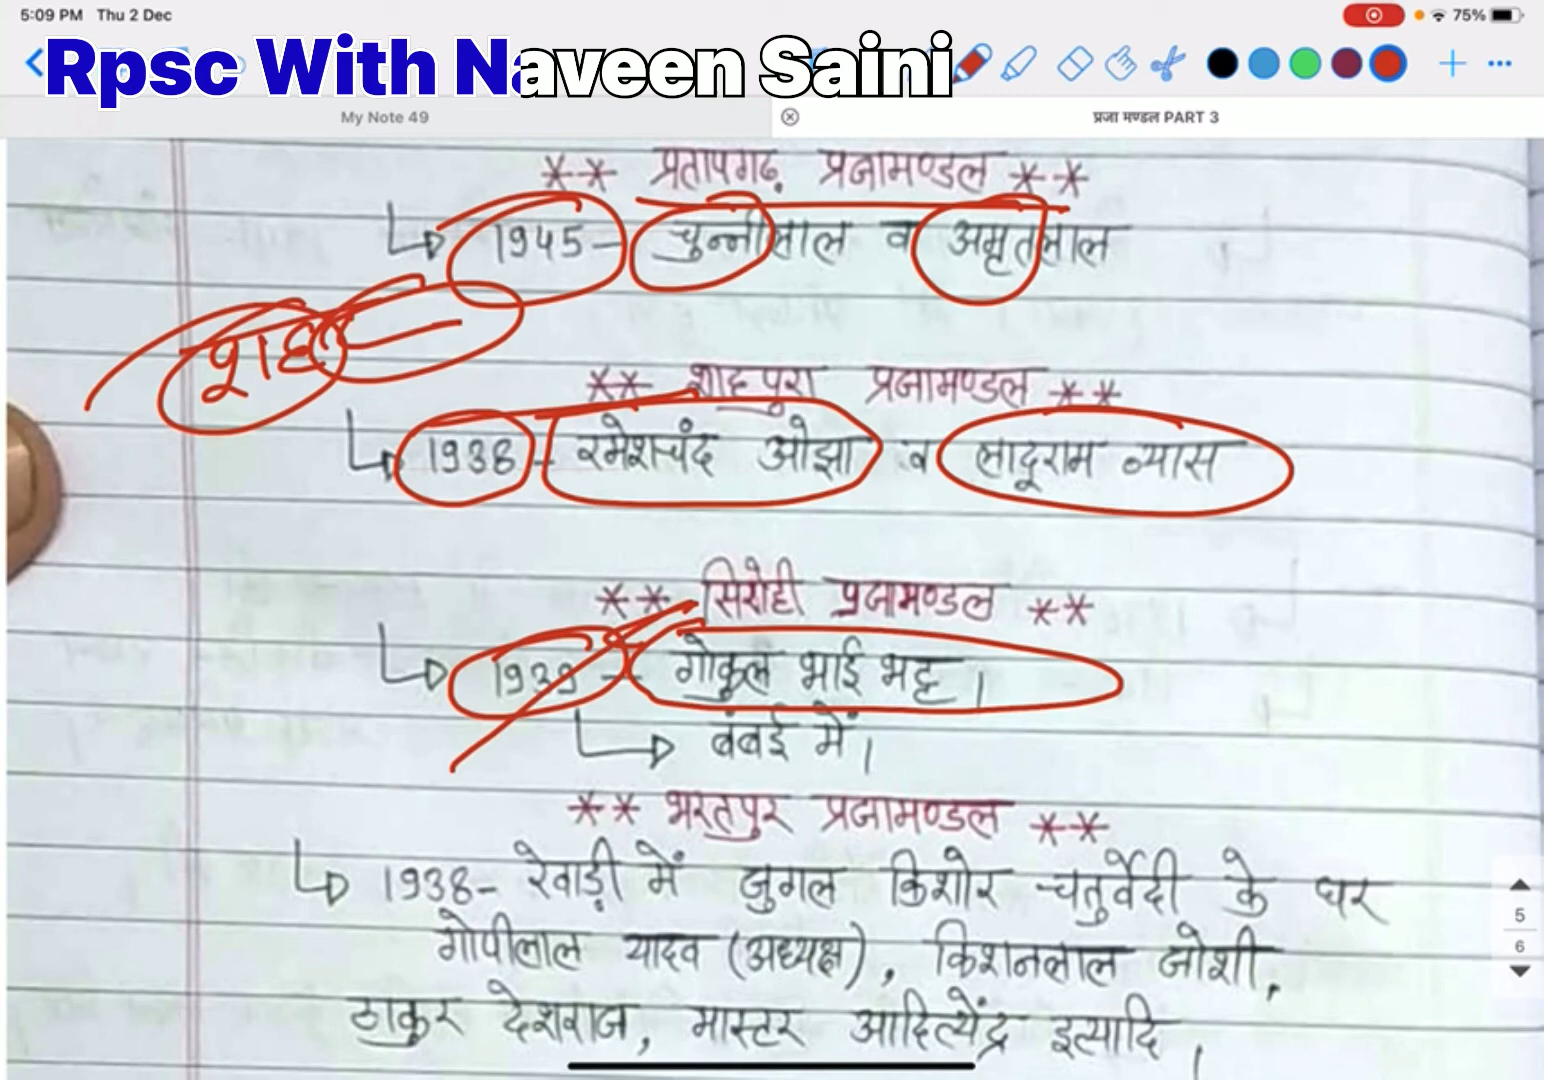 5:09 PM Thu 2 Dec
75%
Rpsc With Naveen Saini
My Note 49
प्रजा मण्डल PART 3
** प्रतापगढ़ प्रजामण्डल **
1945 - चुन्नीलाल व अमृतलाल
** शाहपुरा प्रजामण्डल **
1938 - रमेशचंद ओझा व लादूराम व्यास
** सिरोही प्रजामण्डल **
1939 - गोकुल भाई भट्ट।
बंबई में।
** भरतपुर प्रजामण्डल **
1938- रेवाड़ी में जुगल किशोर चतुर्वेदी के घर
गोपीलाल यादव (अध्यक्ष), किशनलाल जोशी,
ठाकुर देशराज, मास्टर आदित्येंद्र इत्यादि।
5
6